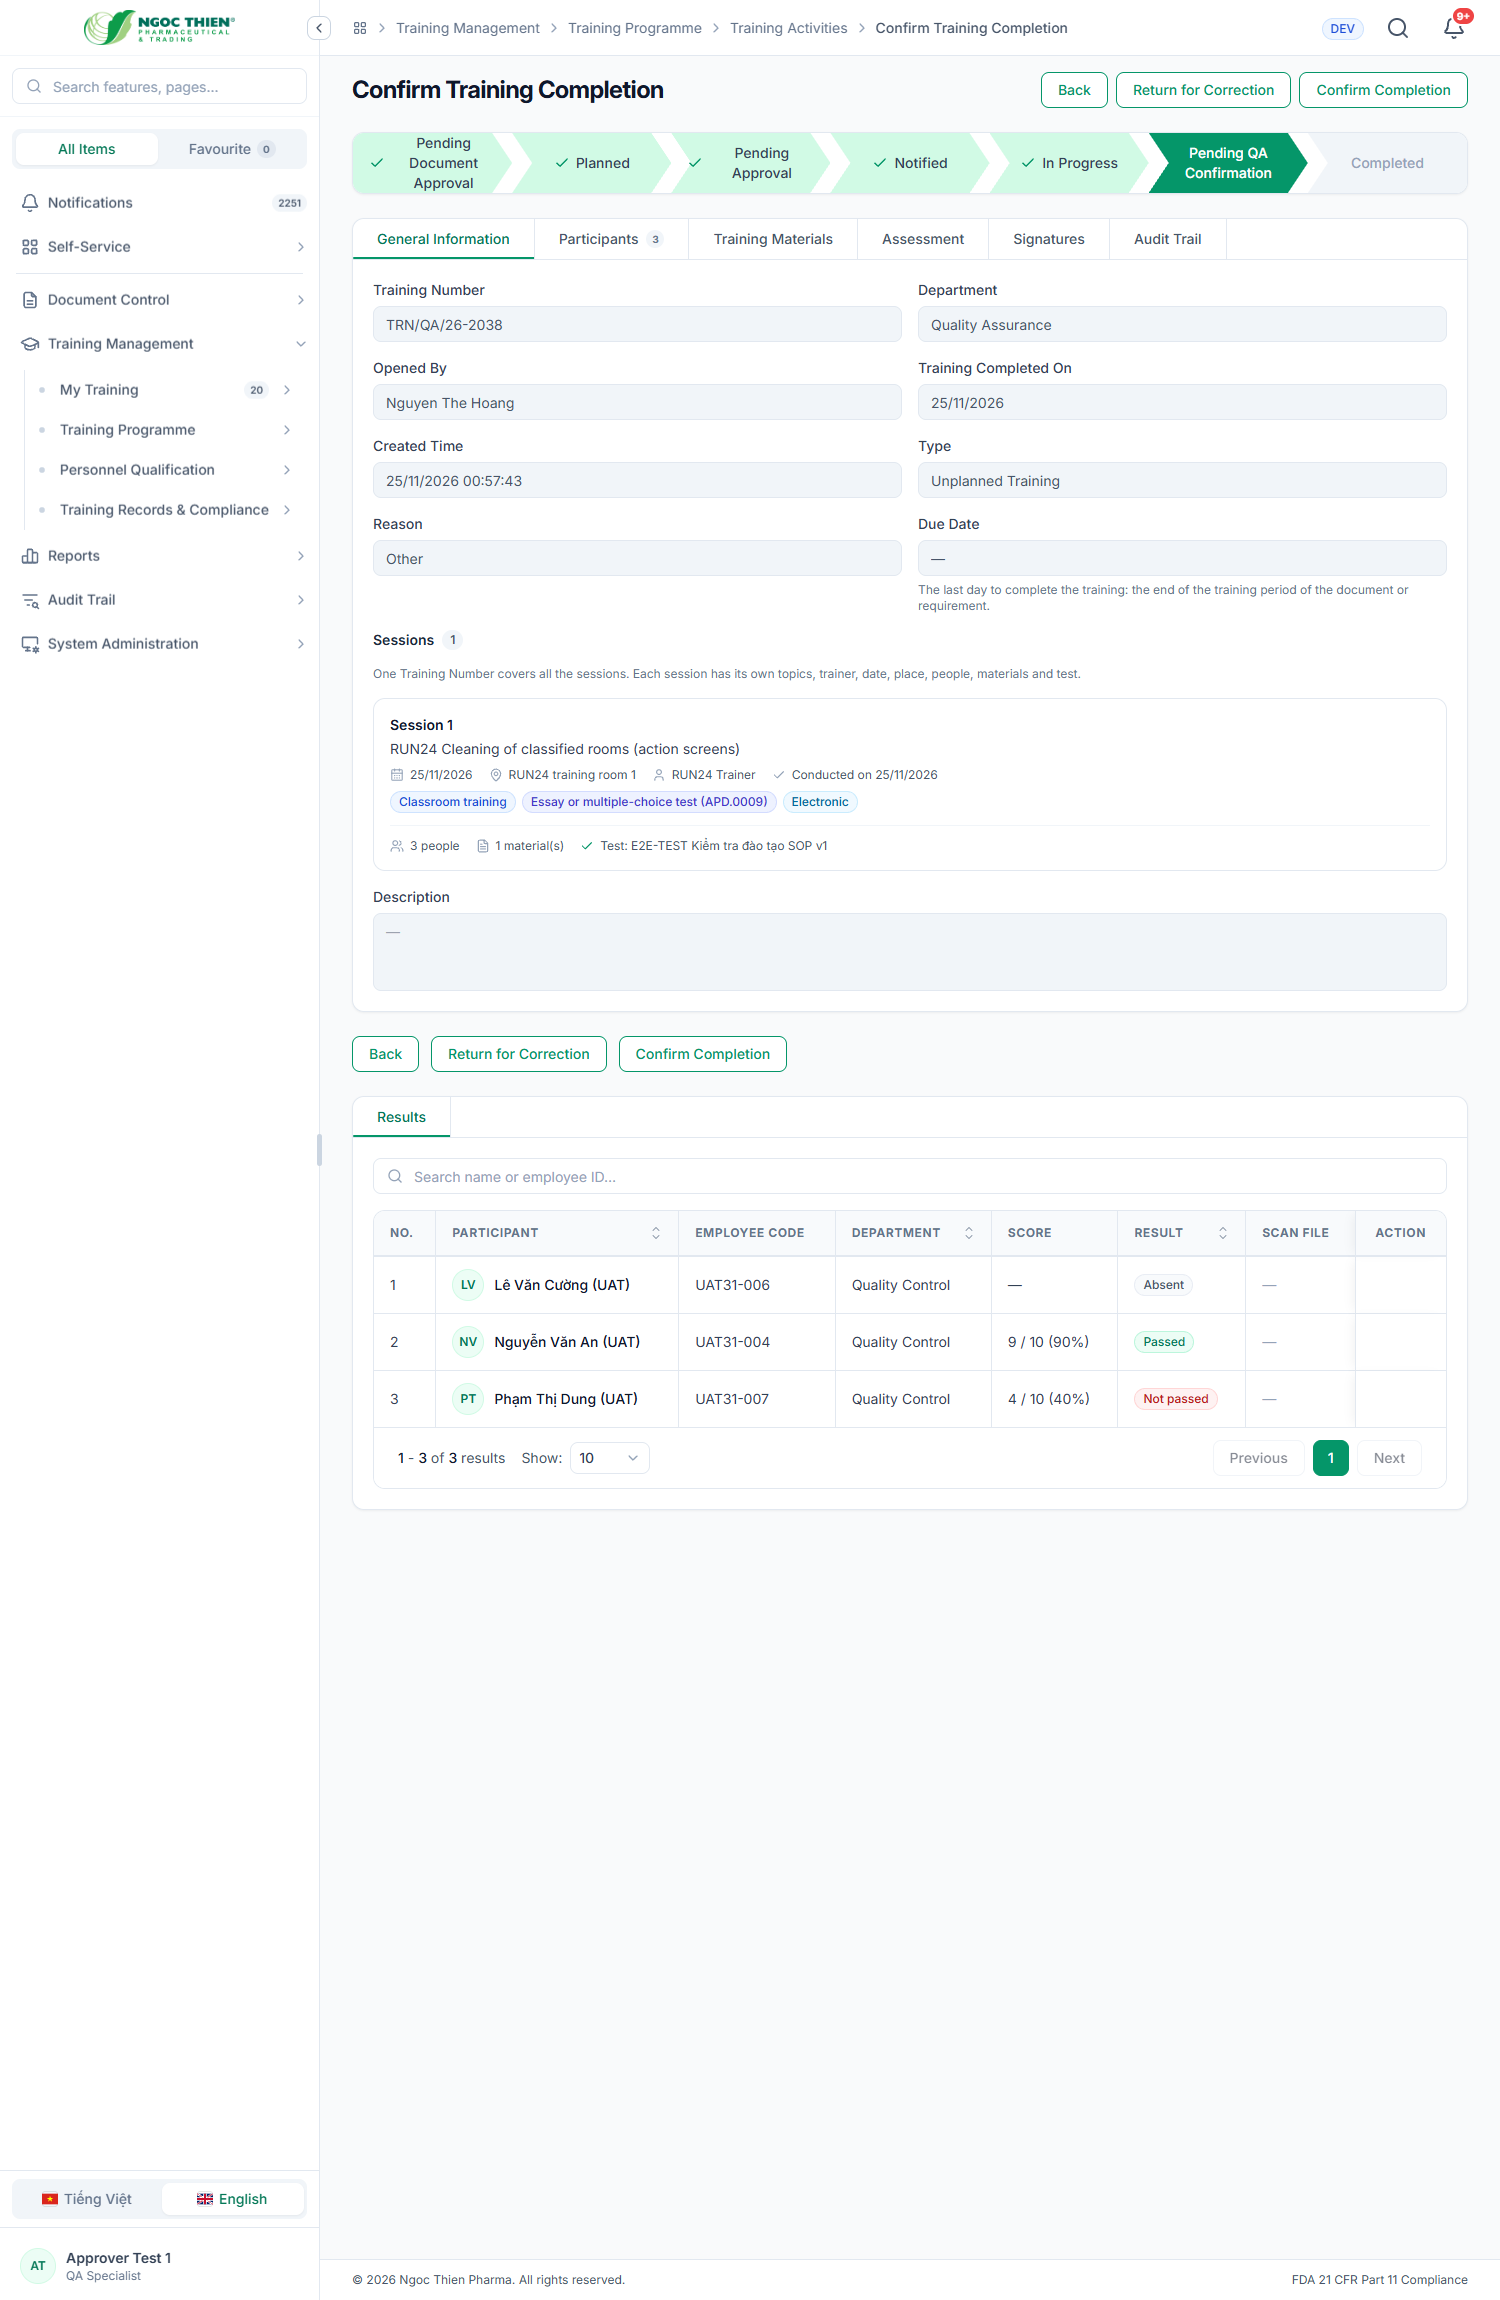 NGOC THIEN®
PHARMACEUTICAL
& TRADING
Training Management
Training Programme
Training Activities
Confirm Training Completion
DEV
9+
Search features, pages...
All Items
Favourite 0
Notifications 2251
Self-Service
Document Control
Training Management
My Training 20
Training Programme
Personnel Qualification
Training Records & Compliance
Reports
Audit Trail
System Administration
Confirm Training Completion
Back
Return for Correction
Confirm Completion
Pending
Document
Approval
Planned
Pending
Approval
Notified
In Progress
Pending QA
Confirmation
Completed
General Information
Participants 3
Training Materials
Assessment
Signatures
Audit Trail
Training Number
TRN/QA/26-2038
Department
Quality Assurance
Opened By
Nguyen The Hoang
Training Completed On
25/11/2026
Created Time
25/11/2026 00:57:43
Type
Unplanned Training
Reason
Other
Due Date
—
The last day to complete the training: the end of the training period of the document or
requirement.
Sessions 1
One Training Number covers all the sessions. Each session has its own topics, trainer, date, place, people, materials and test.
Session 1
RUN24 Cleaning of classified rooms (action screens)
25/11/2026 RUN24 training room 1 RUN24 Trainer Conducted on 25/11/2026
Classroom training Essay or multiple-choice test (APD.0009) Electronic
3 people 1 material(s) Test: E2E-TEST Kiểm tra đào tạo SOP v1
Description
—
Back
Return for Correction
Confirm Completion
Results
Search name or employee ID...
NO. PARTICIPANT EMPLOYEE CODE DEPARTMENT SCORE RESULT SCAN FILE ACTION
1 LV Lê Văn Cường (UAT) UAT31-006 Quality Control — Absent —
2 NV Nguyễn Văn An (UAT) UAT31-004 Quality Control 9 / 10 (90%) Passed —
3 PT Phạm Thị Dung (UAT) UAT31-007 Quality Control 4 / 10 (40%) Not passed —
1 - 3 of 3 results Show: 10 Previous 1 Next
Tiếng Việt
English
AT
Approver Test 1
QA Specialist
© 2026 Ngoc Thien Pharma. All rights reserved.
FDA 21 CFR Part 11 Compliance